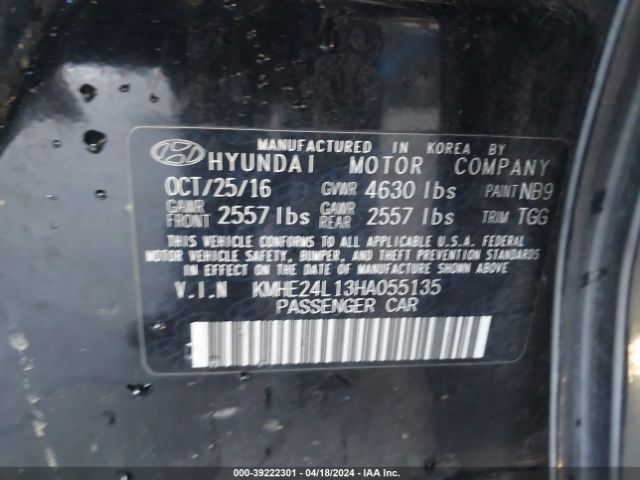 MANUFACTURED IN KOREA BY
HYUNDAI MOTOR COMPANY
OCT/25/16 GVWR 4630 lbs PAINT NB9
GAWR FRONT 2557 lbs GAWR REAR 2557 lbs TRIM TGG
THIS VEHICLE CONFORMS TO ALL APPLICABLE U.S.A. FEDERAL
MOTOR VEHICLE SAFETY, BUMPER, AND THEFT PREVENTION STANDARDS
IN EFFECT ON THE DATE OF MANUFACTURE SHOWN ABOVE.
V.I.N KMHE24L13HA055135
PASSENGER CAR
000-39222301 - 04/18/2024 - IAA Inc.